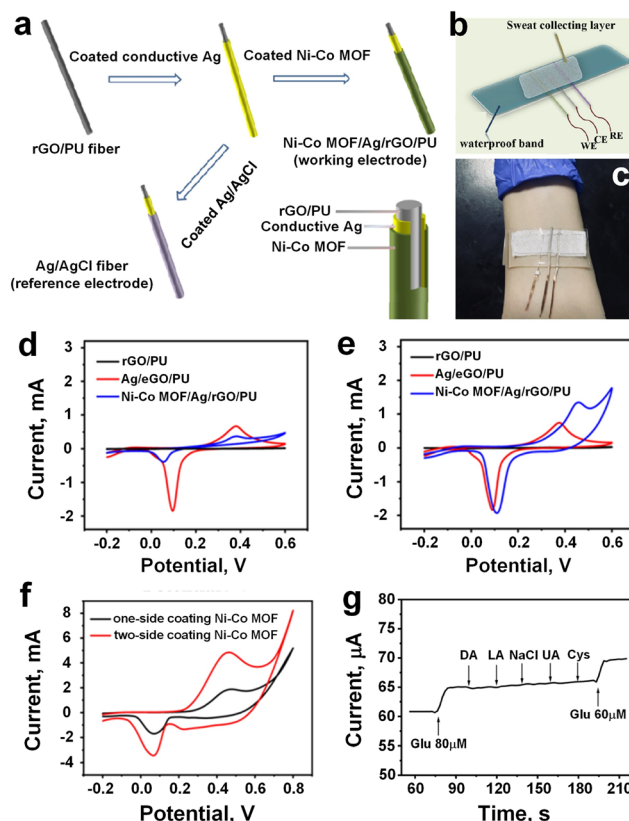 a
Coated conductive Ag
Coated Ni-Co MOF
rGO/PU fiber
Ni-Co MOF/Ag/rGO/PU
(working electrode)
Coated Ag/AgCl
rGO/PU
Conductive Ag
Ni-Co MOF
Ag/AgCl fiber
(reference electrode)
b
Sweat collecting layer
waterproof band
WE
CE
RE
c
d
rGO/PU
Ag/eGO/PU
Ni-Co MOF/Ag/rGO/PU
Current, mA
3
2
1
0
-1
-2
-0.2 0.0 0.2 0.4 0.6
Potential, V
e
rGO/PU
Ag/eGO/PU
Ni-Co MOF/Ag/rGO/PU
Current, mA
3
2
1
0
-1
-2
-0.2 0.0 0.2 0.4 0.6
Potential, V
f
one-side coating Ni-Co MOF
two-side coating Ni-Co MOF
Current, mA
8
6
4
2
0
-2
-4
-0.2 0.0 0.2 0.4 0.6 0.8
Potential, V
g
Current, μA
80
75
70
65
60
55
50
DA LA NaCl UA Cys
Glu 80μM
Glu 60μM
60 90 120 150 180 210
Time, s